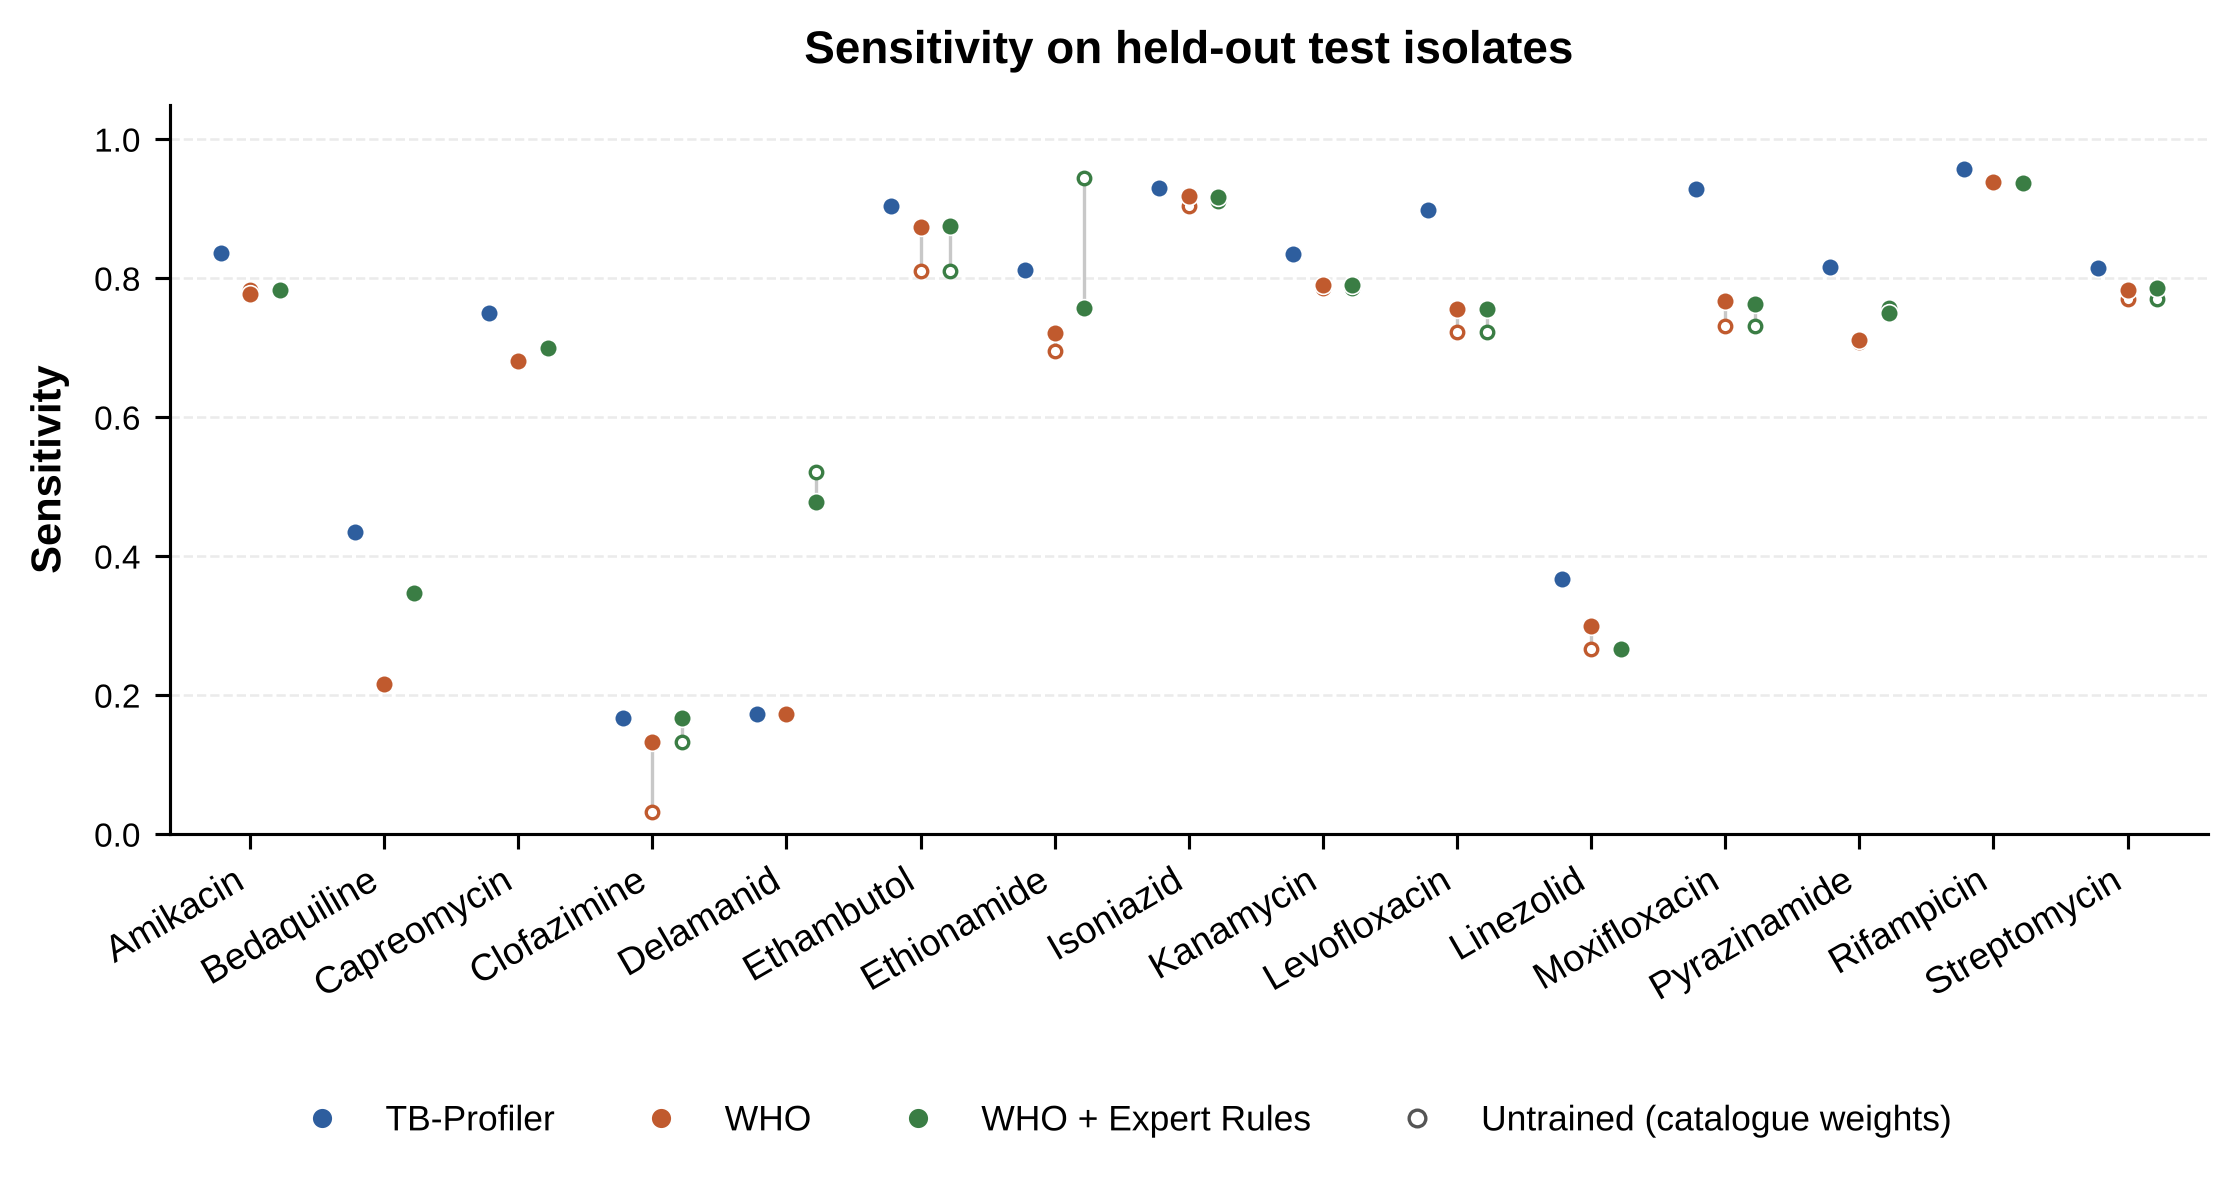 Sensitivity on held-out test isolates
Sensitivity
1.0
0.8
0.6
0.4
0.2
0.0
Amikacin
Bedaquiline
Capreomycin
Clofazimine
Delamanid
Ethambutol
Ethionamide
Isoniazid
Kanamycin
Levofloxacin
Linezolid
Moxifloxacin
Pyrazinamide
Rifampicin
Streptomycin
TB-Profiler
WHO
WHO + Expert Rules
Untrained (catalogue weights)